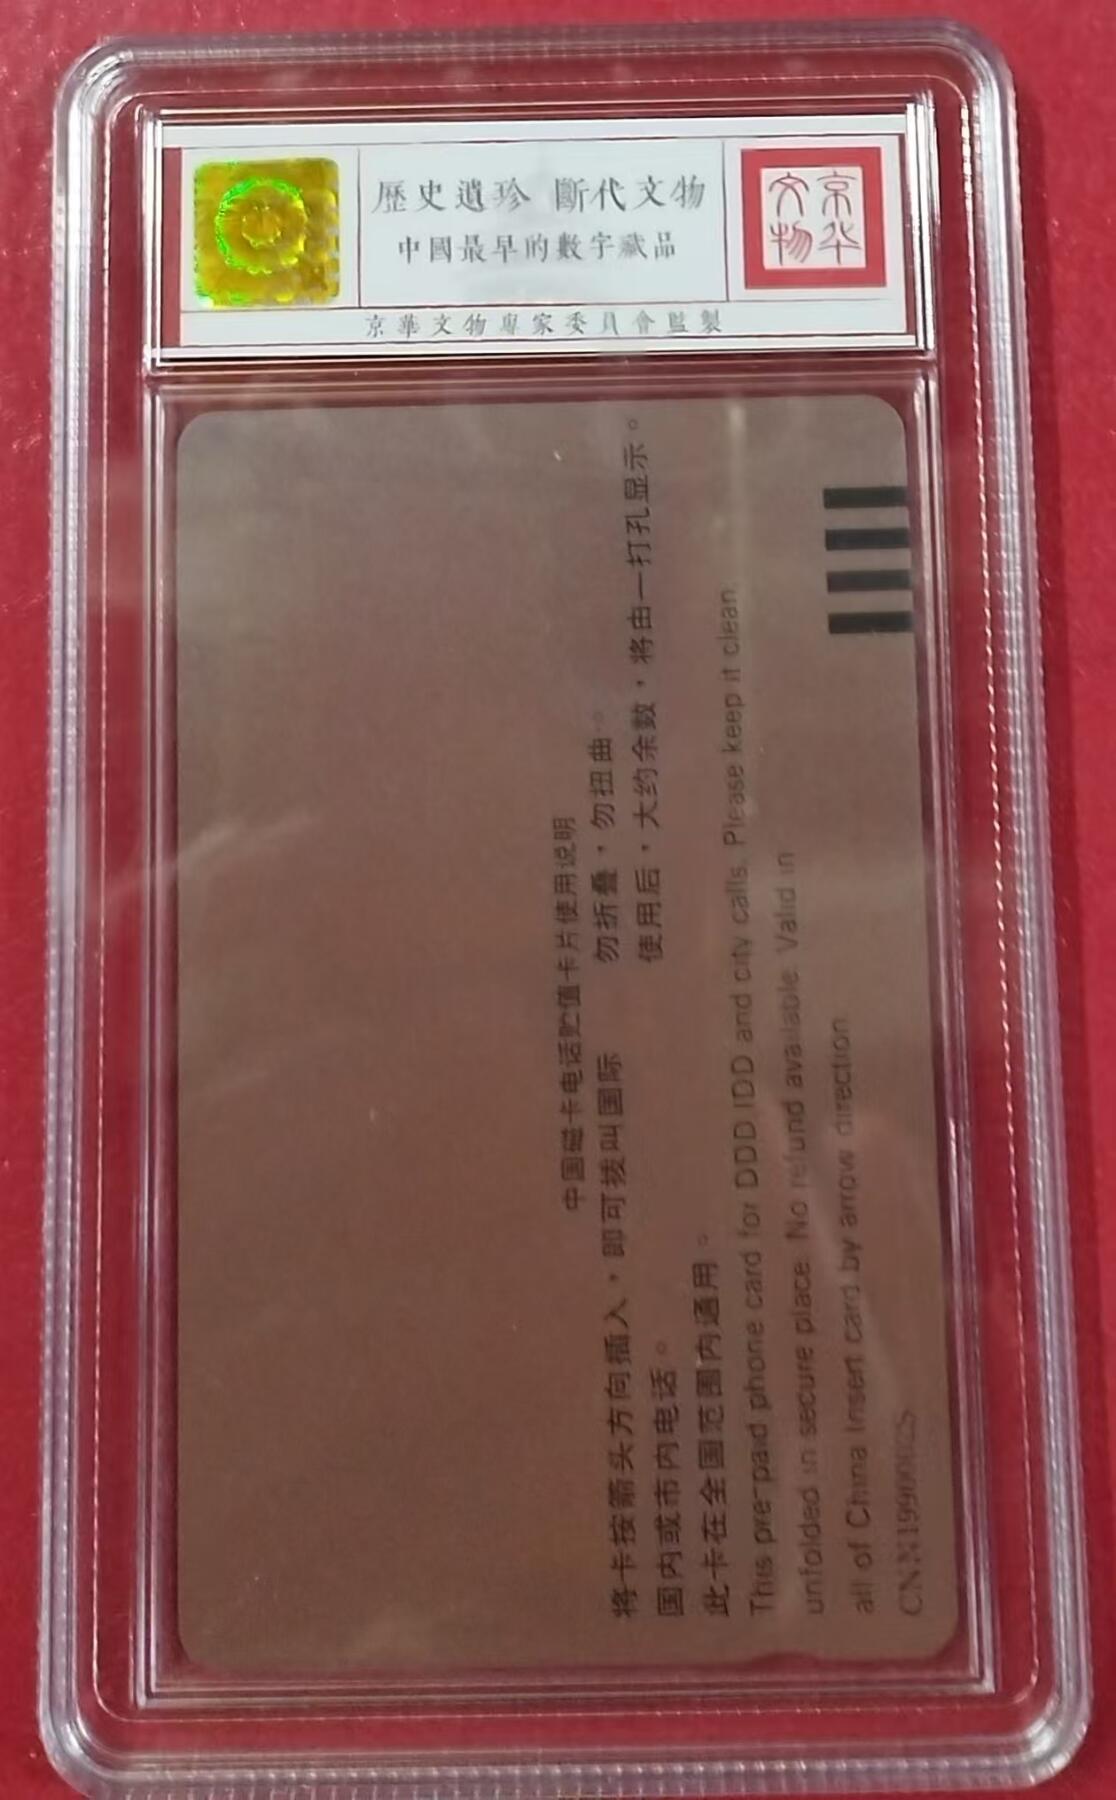 歷史遺珍 斷代文物
中國最早的數字藏品
京華文物專家委員會監製
京华
文物
中国磁卡电话贮值卡片使用说明
将卡按箭头方向插入，即可拨叫国际 勿折叠，勿扭曲。
国内或市内电话。 使用后，大约余数，将由一打孔显示。
此卡在全国范围内通用。
This pre-paid phone card for DDD IDD and city calls. Please keep it clean
unfolded in secure place. No refund available. Valid in
all of China Insert card by arrow direction